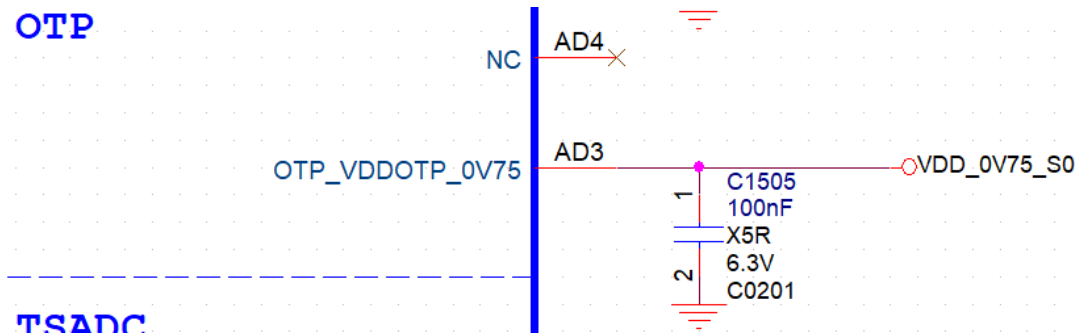 OTP
NC
AD4
OTP_VDDOTP_0V75
AD3
VDD_0V75_S0
1
C1505
100nF
X5R
6.3V
2
C0201
TSADC